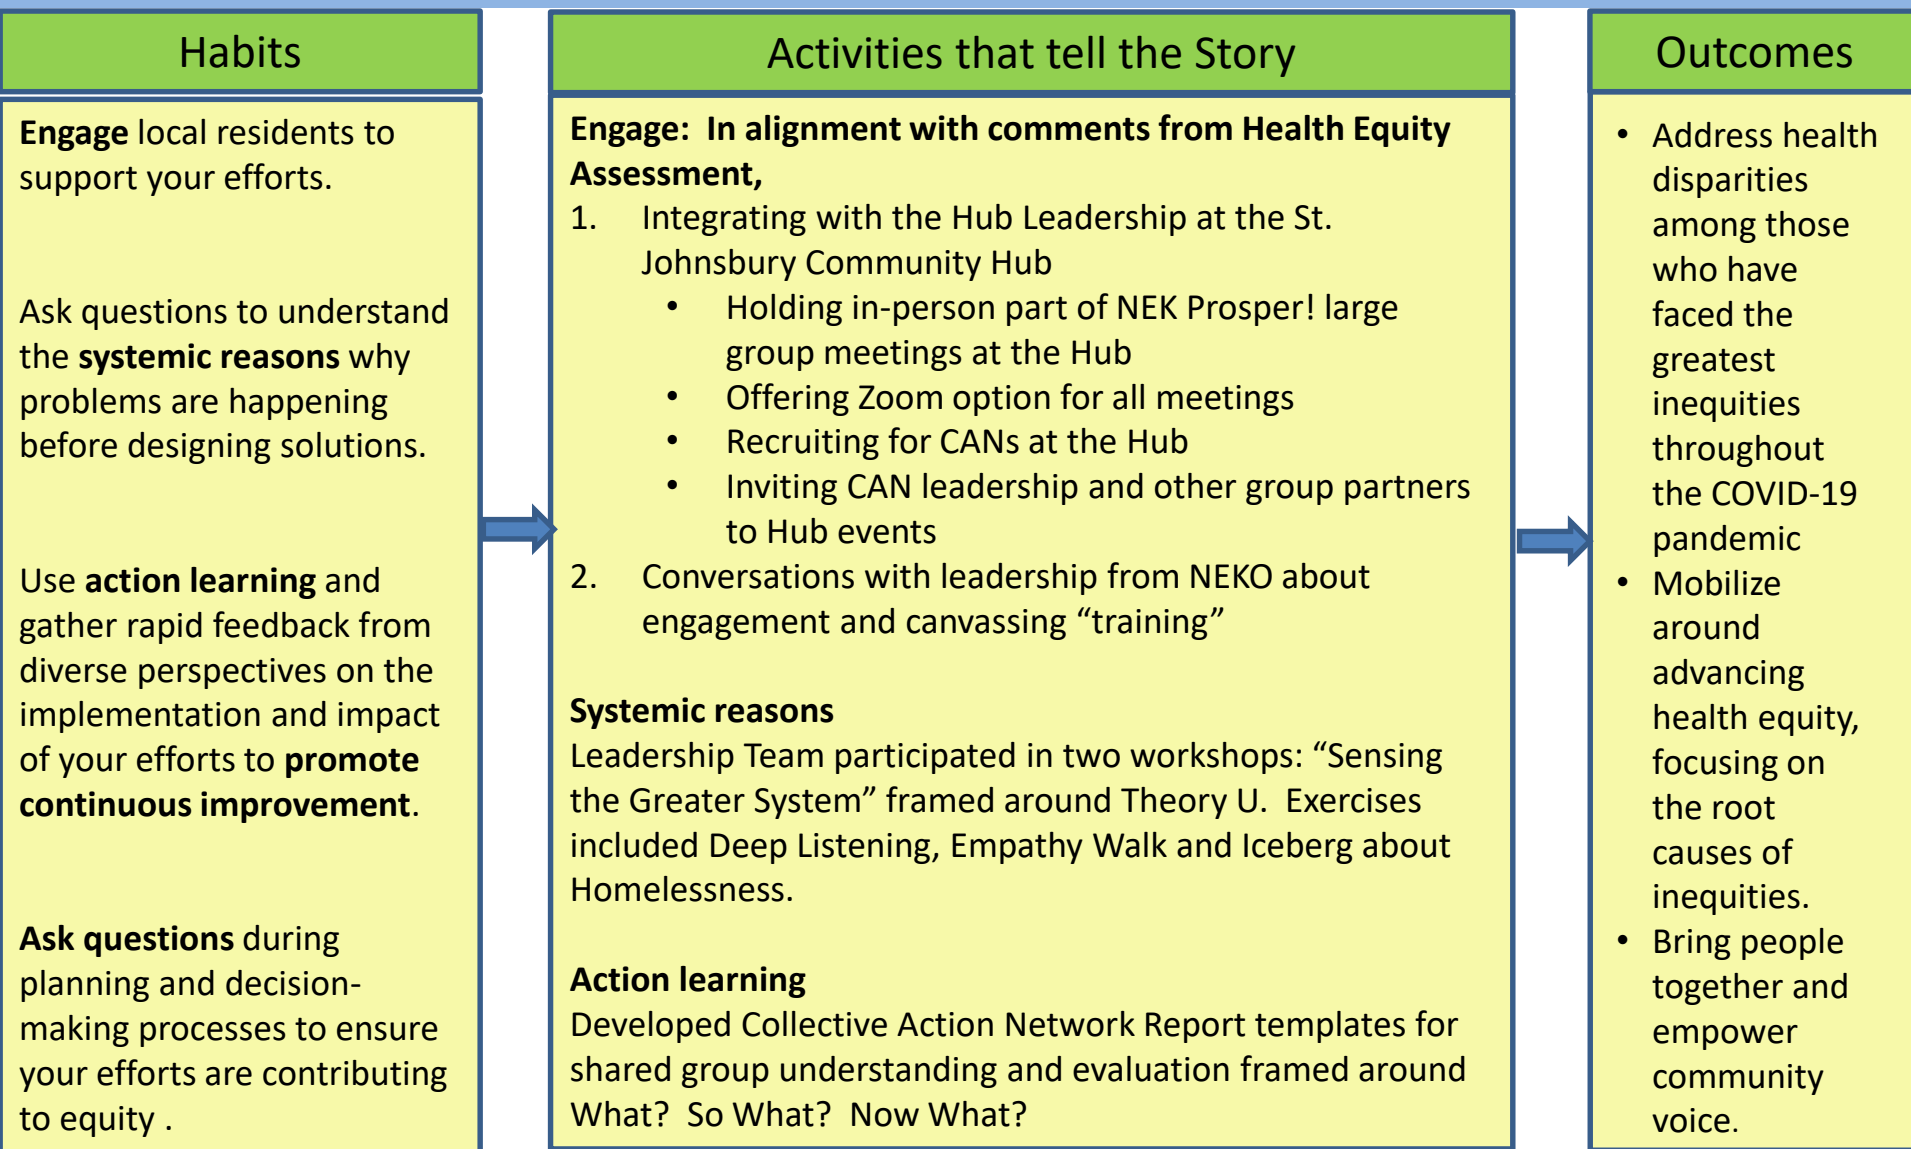 Habits
Engage local residents to
support your efforts.
Ask questions to understand
the systemic reasons why
problems are happening
before designing solutions.
Use action learning and
gather rapid feedback from
diverse perspectives on the
implementation and impact
of your efforts to promote
continuous improvement.
Ask questions during
planning and decision-
making processes to ensure
your efforts are contributing
to equity .
Activities that tell the Story
Engage:  In alignment with comments from Health Equity
Assessment,
1. Integrating with the Hub Leadership at the St.
Johnsbury Community Hub
• Holding in-person part of NEK Prosper! large
group meetings at the Hub
• Offering Zoom option for all meetings
• Recruiting for CANs at the Hub
• Inviting CAN leadership and other group partners
to Hub events
2. Conversations with leadership from NEKO about
engagement and canvassing “training”
Systemic reasons
Leadership Team participated in two workshops: “Sensing
the Greater System” framed around Theory U.  Exercises
included Deep Listening, Empathy Walk and Iceberg about
Homelessness.
Action learning
Developed Collective Action Network Report templates for
shared group understanding and evaluation framed around
What?  So What?  Now What?
Outcomes
• Address health
disparities
among those
who have
faced the
greatest
inequities
throughout
the COVID-19
pandemic
• Mobilize
around
advancing
health equity,
focusing on
the root
causes of
inequities.
• Bring people
together and
empower
community
voice.